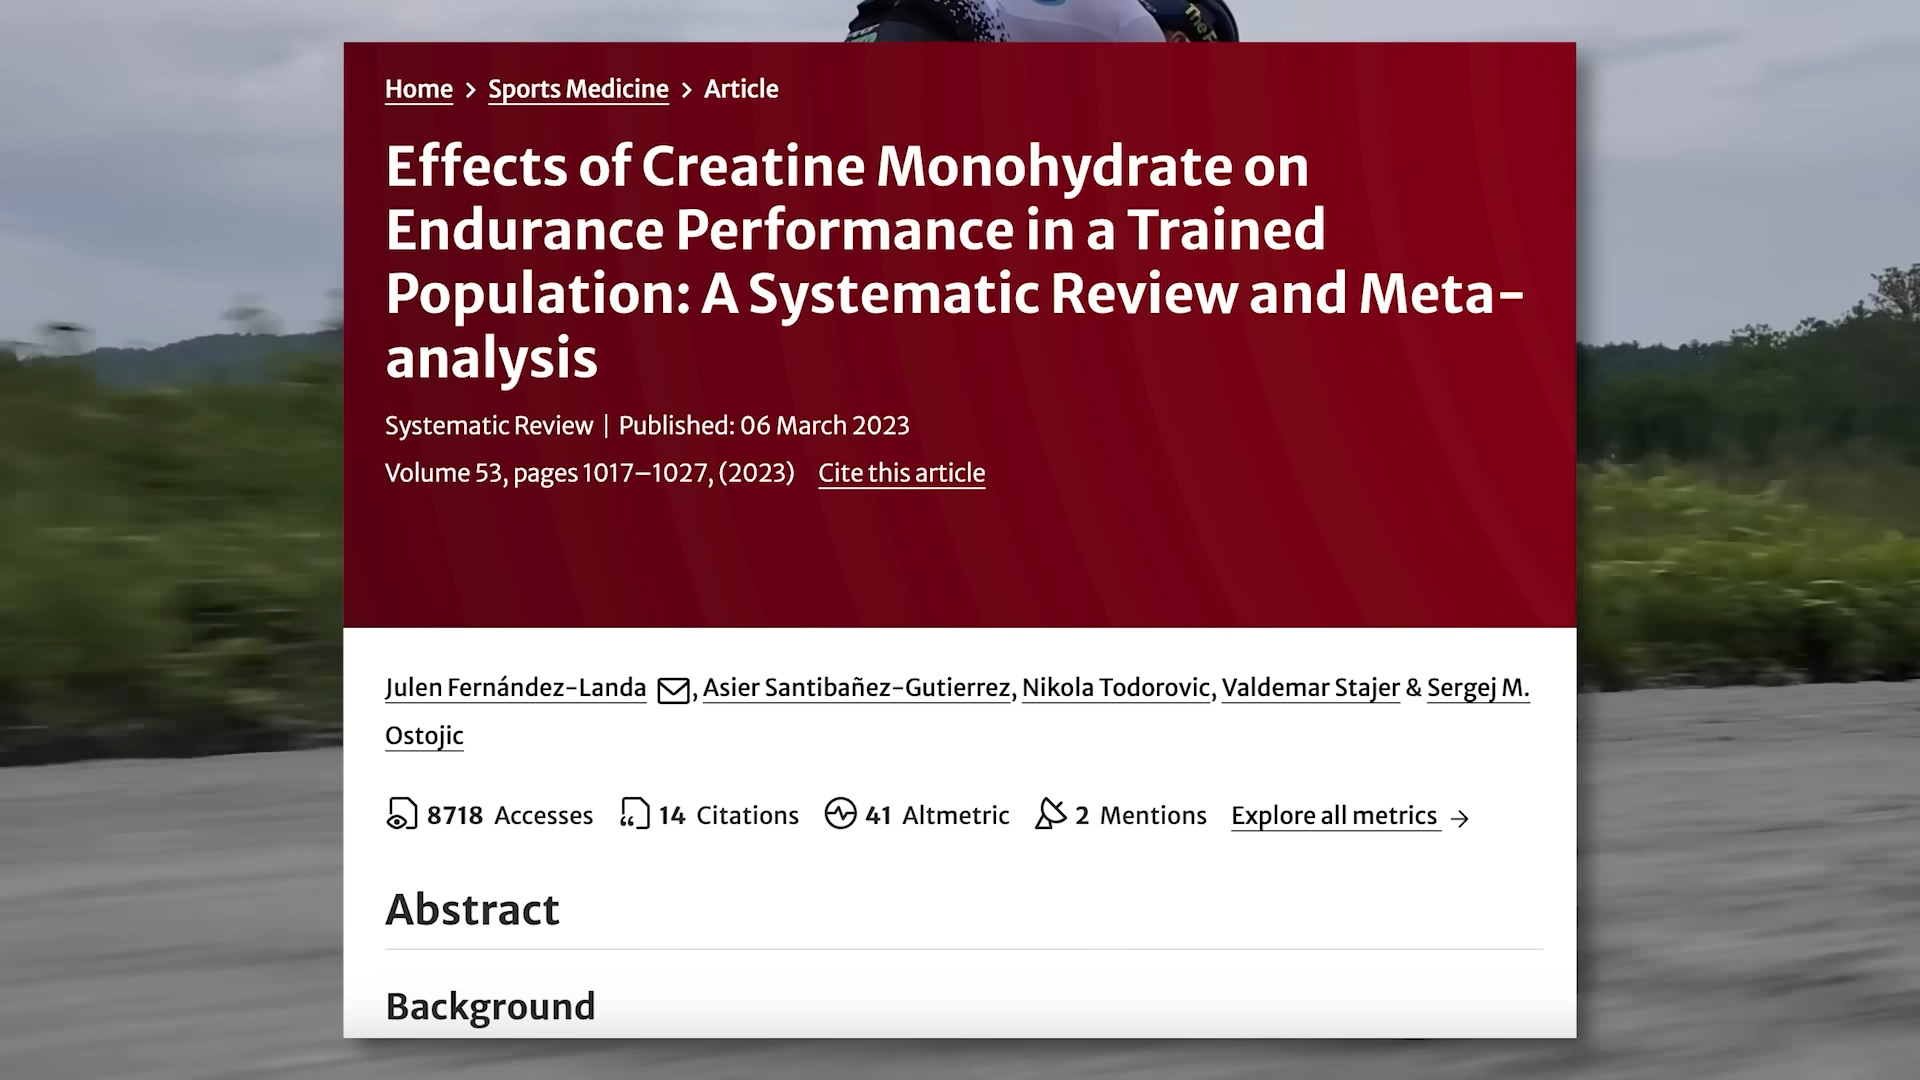 Home > Sports Medicine > Article
Effects of Creatine Monohydrate on
Endurance Performance in a Trained
Population: A Systematic Review and Meta-
analysis
Systematic Review | Published: 06 March 2023
Volume 53, pages 1017–1027, (2023) Cite this article
Julen Fernández-Landa, Asier Santibañez-Gutierrez, Nikola Todorovic, Valdemar Stajer & Sergej M.
Ostojic
8718 Accesses 14 Citations 41 Altmetric 2 Mentions Explore all metrics →
Abstract
Background